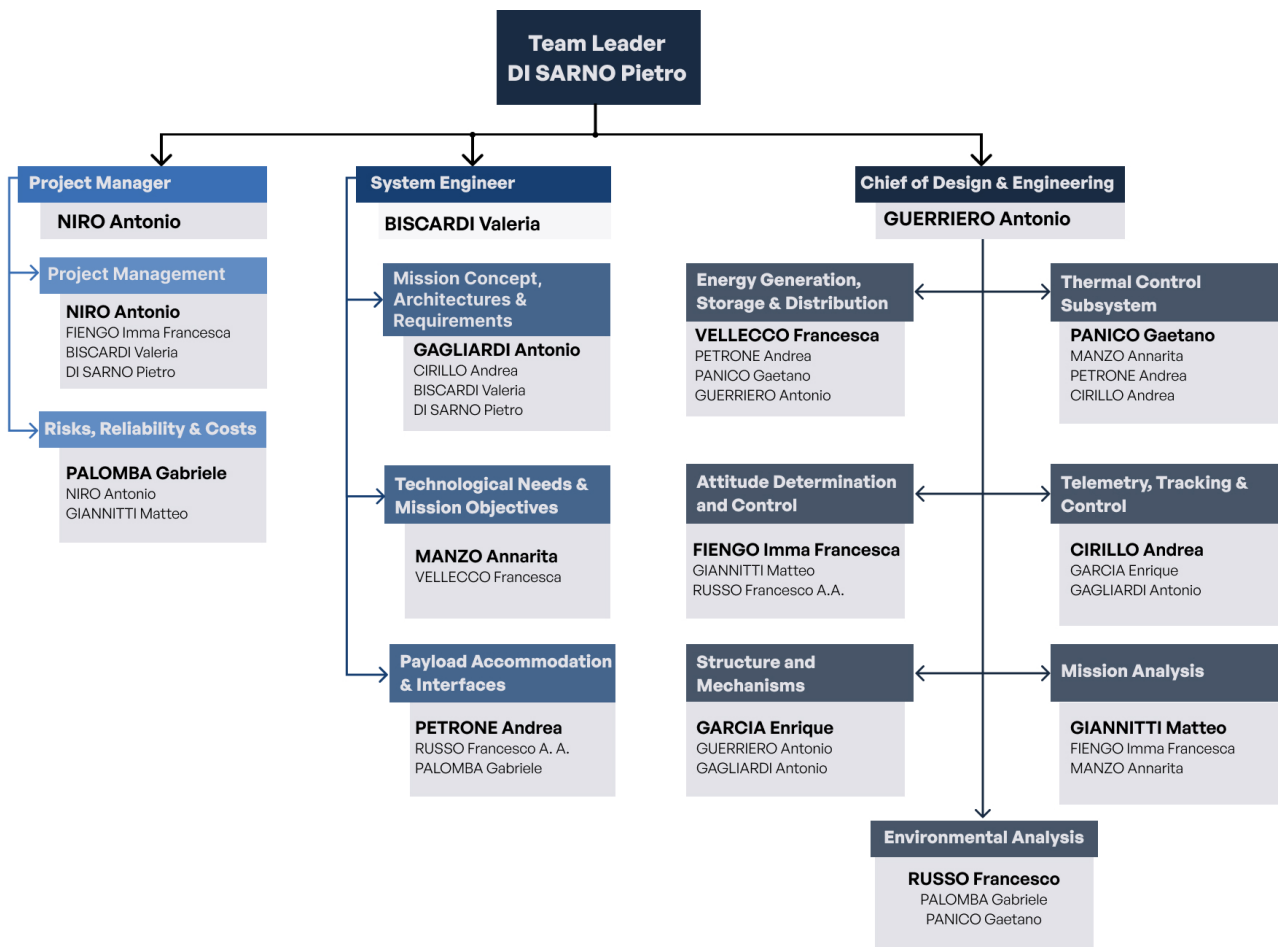 Team Leader
DI SARNO Pietro
Project Manager
NIRO Antonio
Project Management
NIRO Antonio
FIENGO Imma Francesca
BISCARDI Valeria
DI SARNO Pietro
Risks, Reliability & Costs
PALOMBA Gabriele
NIRO Antonio
GIANNITTI Matteo
System Engineer
BISCARDI Valeria
Mission Concept,
Architectures &
Requirements
GAGLIARDI Antonio
CIRILLO Andrea
BISCARDI Valeria
DI SARNO Pietro
Technological Needs &
Mission Objectives
MANZO Annarita
VELLECCO Francesca
Payload Accommodation
& Interfaces
PETRONE Andrea
RUSSO Francesco A. A.
PALOMBA Gabriele
Chief of Design & Engineering
GUERRIERO Antonio
Energy Generation,
Storage & Distribution
VELLECCO Francesca
PETRONE Andrea
PANICO Gaetano
GUERRIERO Antonio
Thermal Control
Subsystem
PANICO Gaetano
MANZO Annarita
PETRONE Andrea
CIRILLO Andrea
Attitude Determination
and Control
FIENGO Imma Francesca
GIANNITTI Matteo
RUSSO Francesco A.A.
Telemetry, Tracking &
Control
CIRILLO Andrea
GARCIA Enrique
GAGLIARDI Antonio
Structure and
Mechanisms
GARCIA Enrique
GUERRIERO Antonio
GAGLIARDI Antonio
Mission Analysis
GIANNITTI Matteo
FIENGO Imma Francesca
MANZO Annarita
Environmental Analysis
RUSSO Francesco
PALOMBA Gabriele
PANICO Gaetano